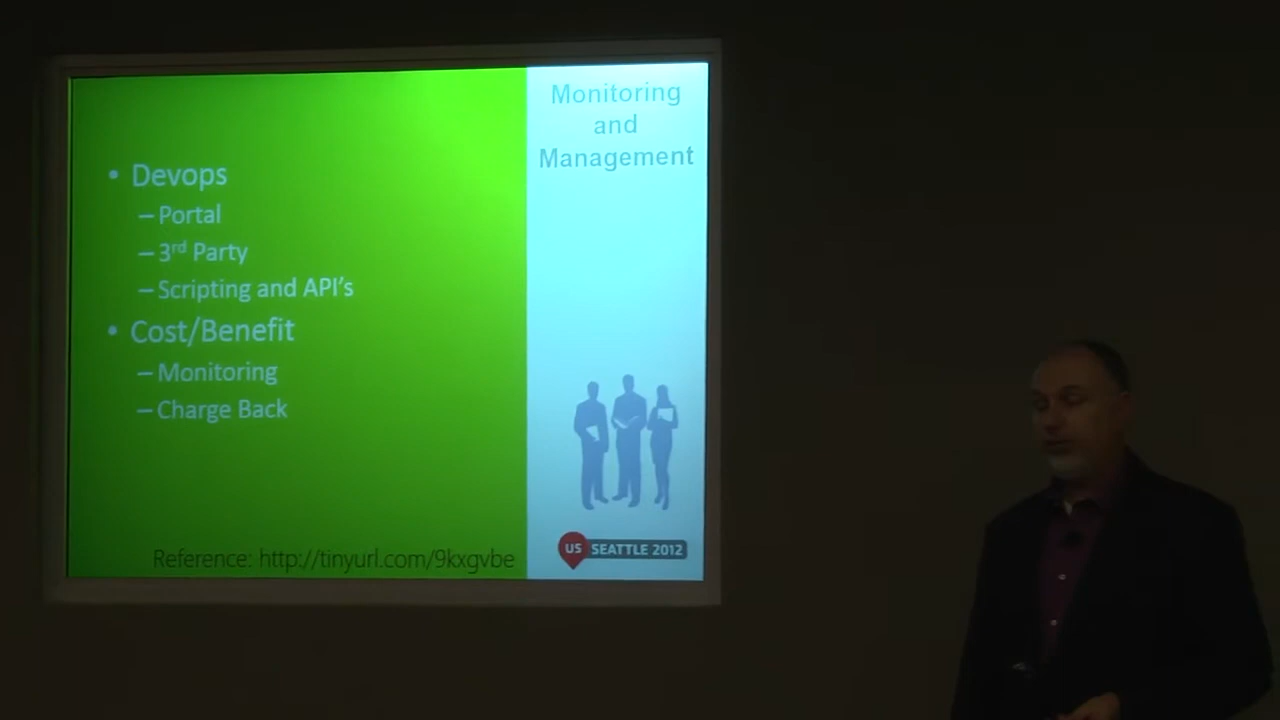 Monitoring
and
Management
• Devops
– Portal
– 3rd Party
– Scripting and API's
• Cost/Benefit
– Monitoring
– Charge Back
Reference: http://tinyurl.com/9kxgvbe
US SEATTLE 2012